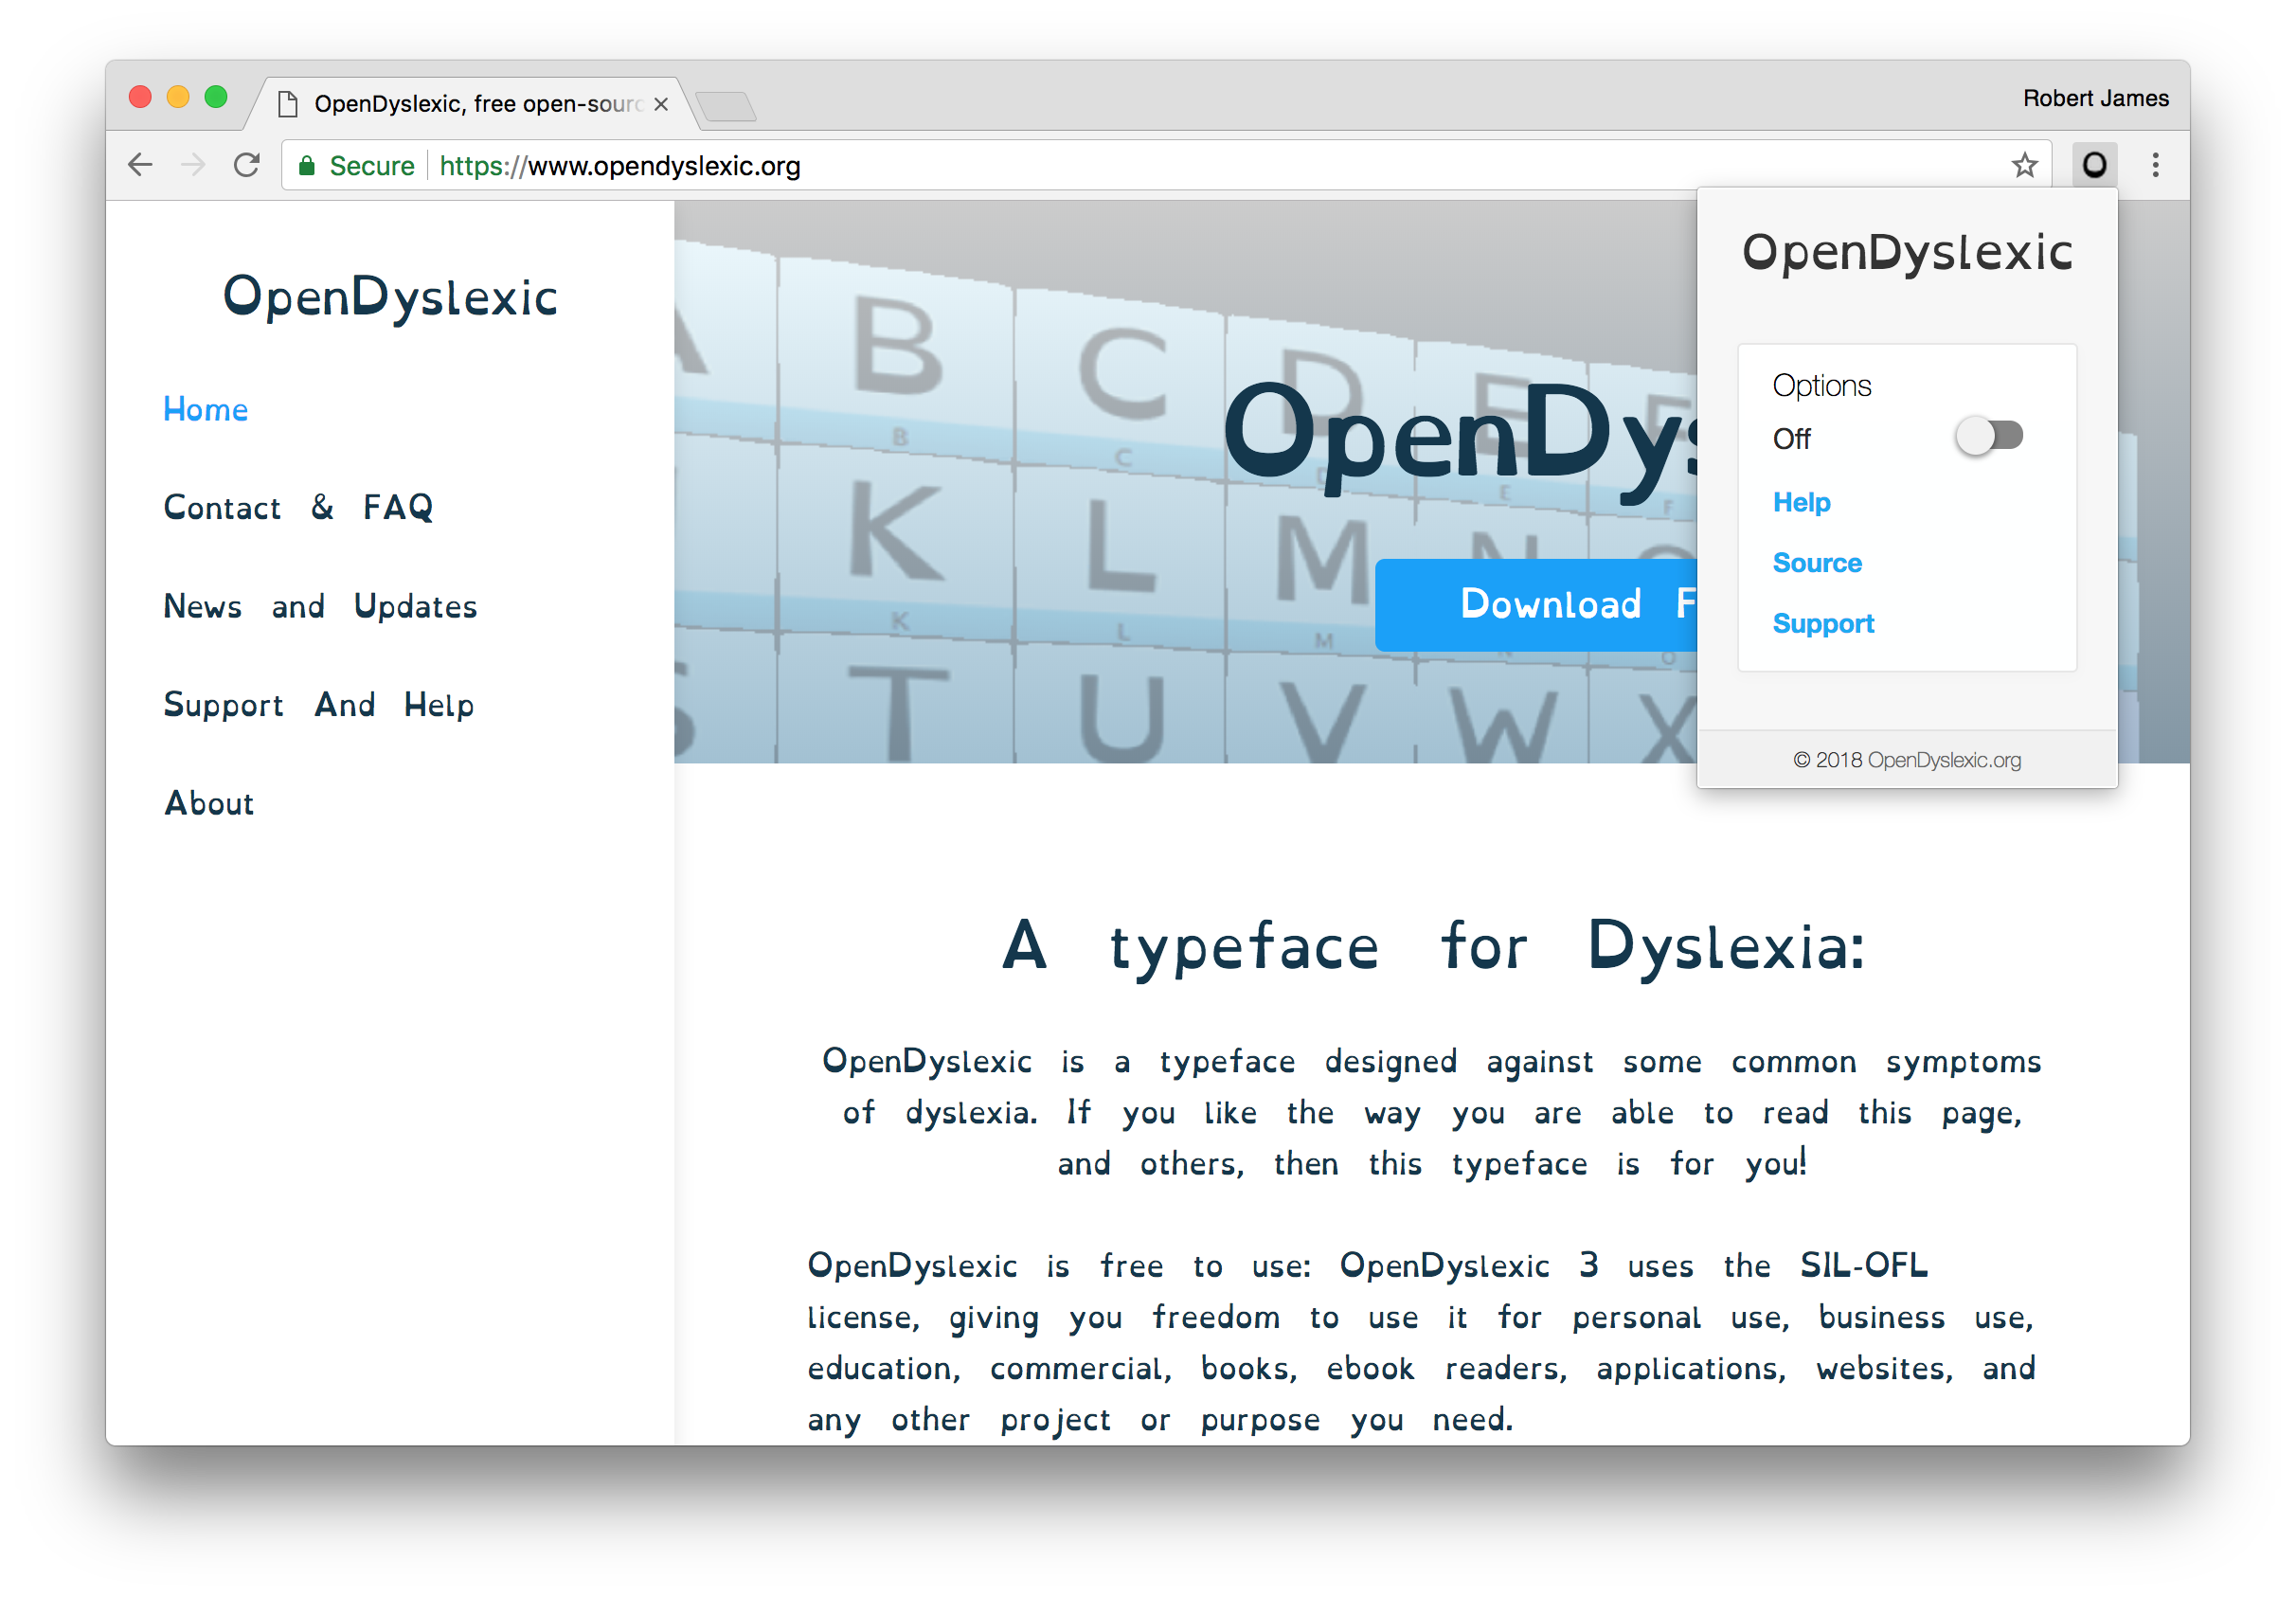 OpenDyslexic, free open-sourc
Robert James
Secure
https://www.opendyslexic.org
O
OpenDyslexic
Home
Contact & FAQ
News and Updates
Support And Help
About
A B C D E F
B C D E F
K L M N O
K L M N O
S T U V W X
OpenDys
Download F
OpenDyslexic
Options
Off
Help
Source
Support
© 2018 OpenDyslexic.org
A typeface for Dyslexia:
OpenDyslexic is a typeface designed against some common symptoms
of dyslexia. If you like the way you are able to read this page,
and others, then this typeface is for you!
OpenDyslexic is free to use: OpenDyslexic 3 uses the SIL-OFL
license, giving you freedom to use it for personal use, business use,
education, commercial, books, ebook readers, applications, websites, and
any other project or purpose you need.